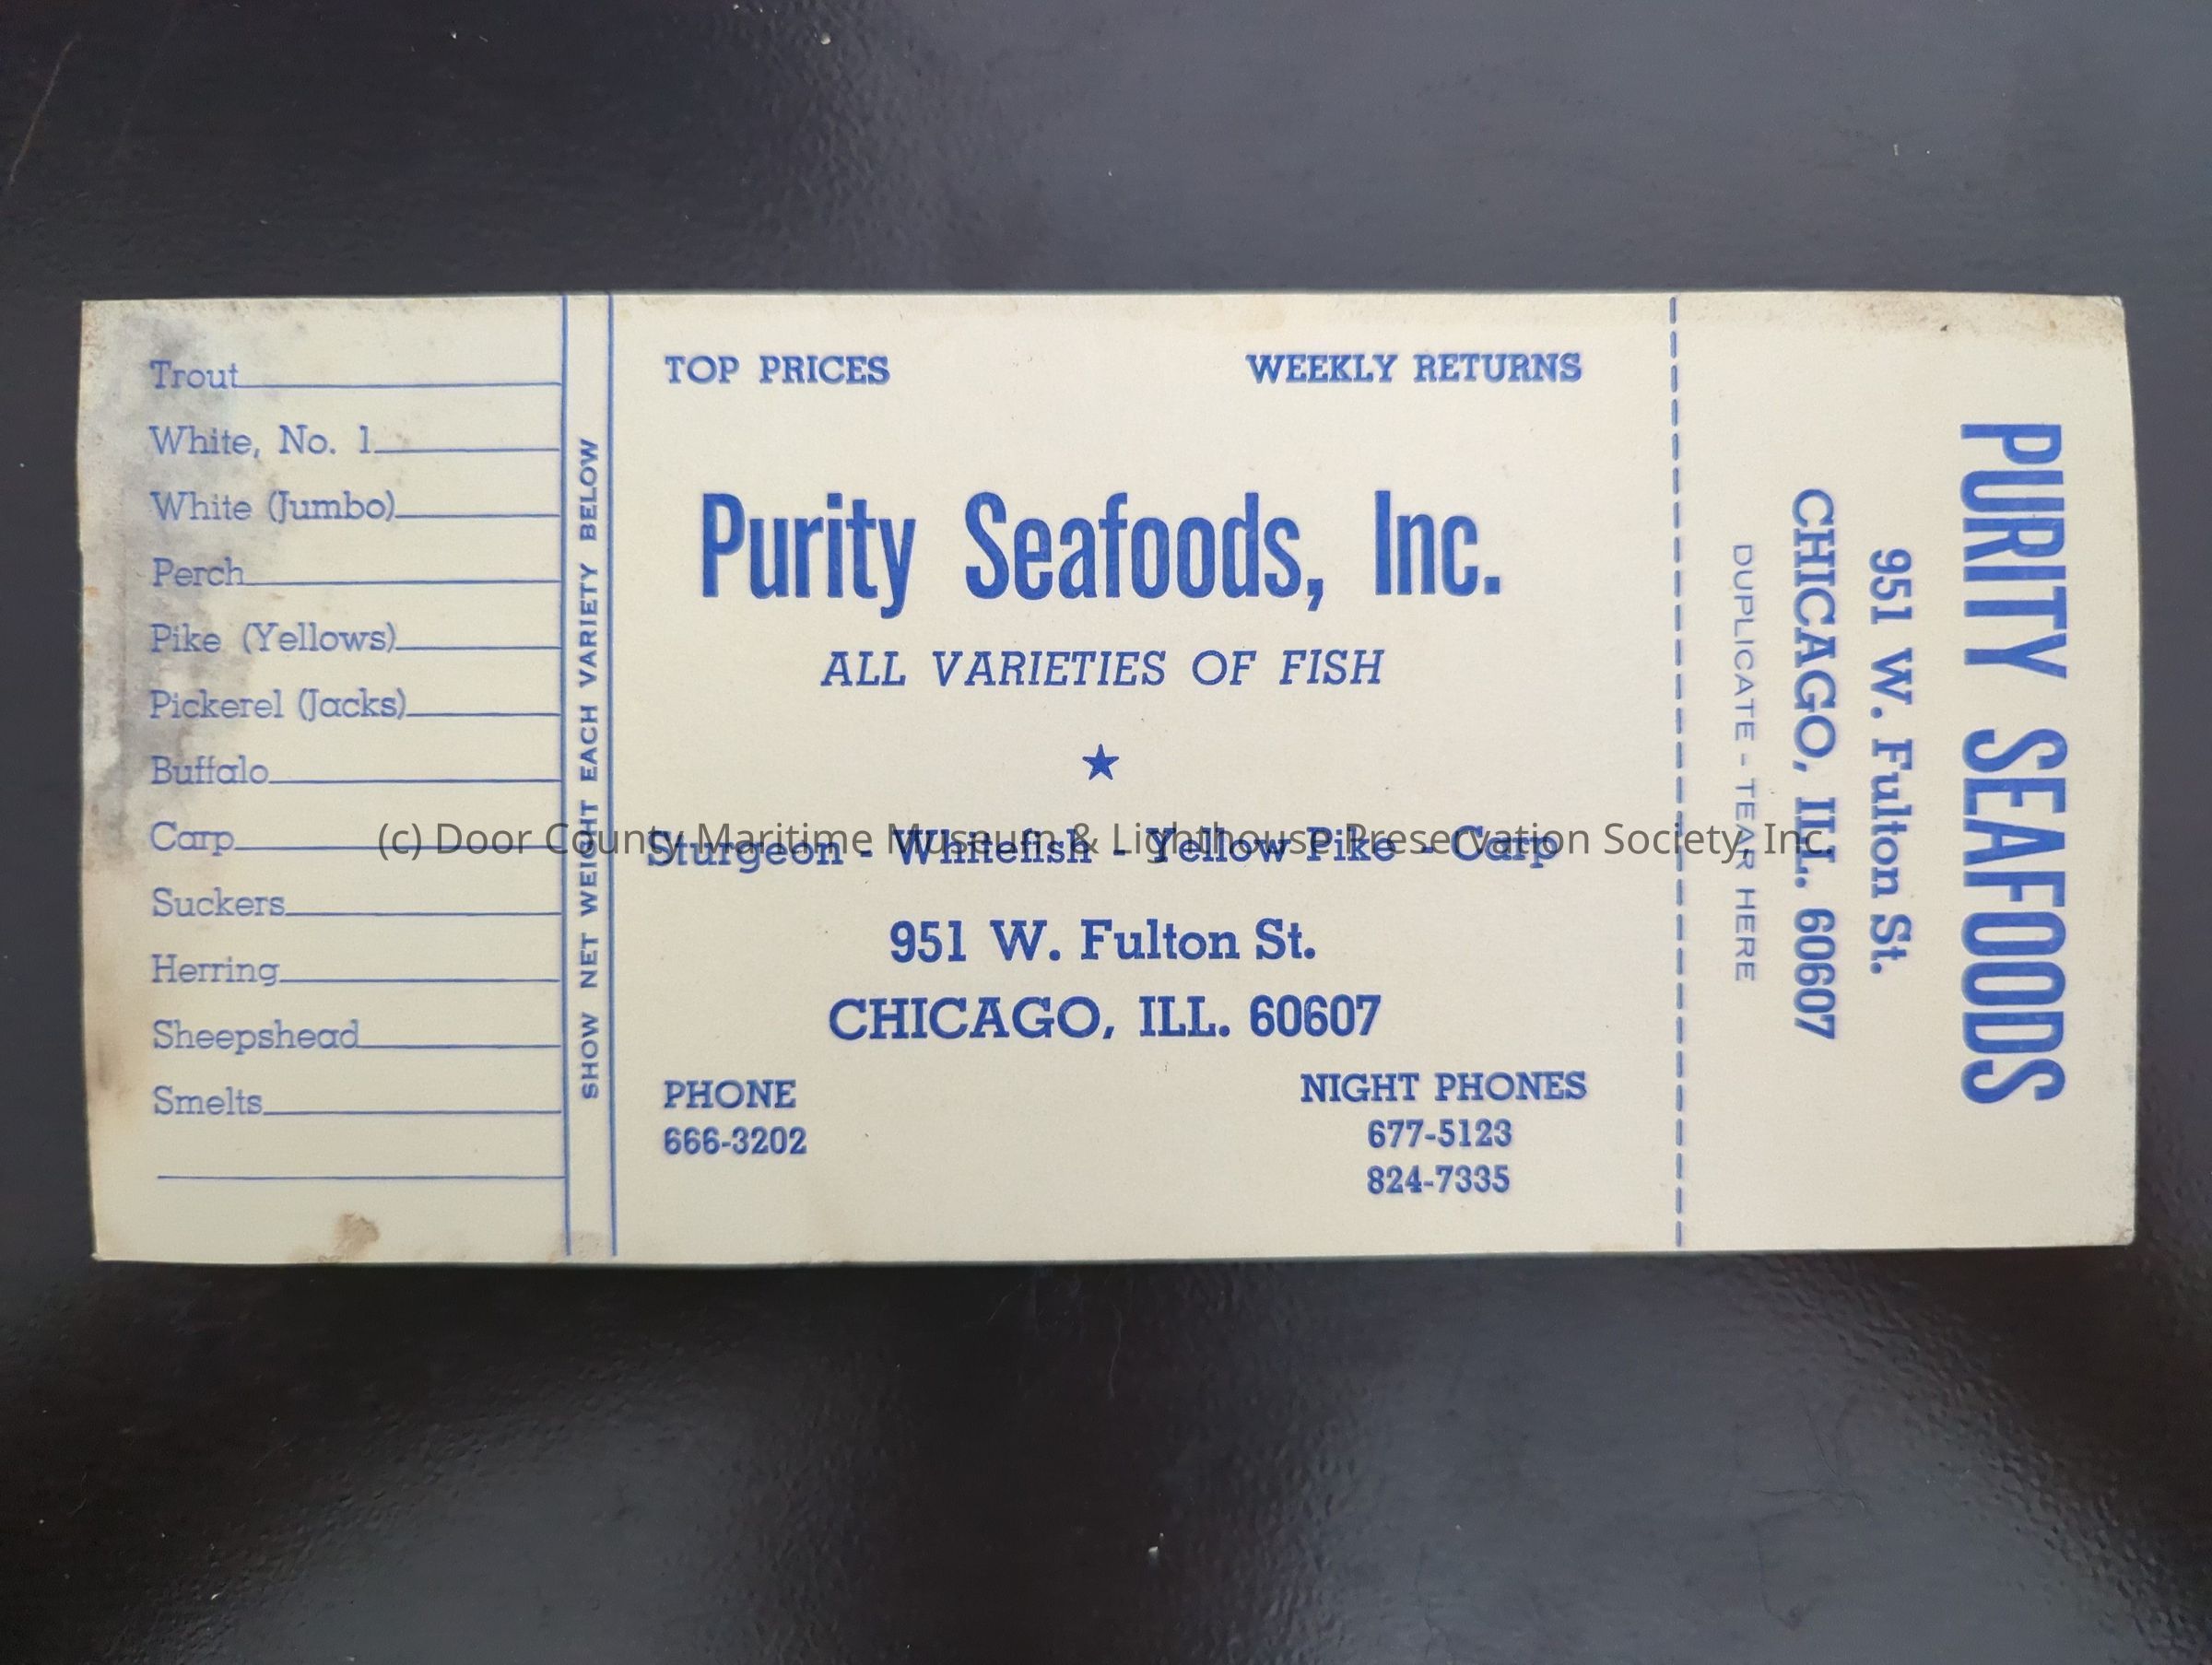 Trout
White, No. 1
White (Jumbo)
Perch
Pike (Yellows)
Pickerel (Jacks)
Buffalo
Carp
Suckers
Herring
Sheepshead
Smelts
SHOW NET WEIGHT EACH VARIETY BELOW
TOP PRICES
WEEKLY RETURNS
Purity Seafoods, Inc.
ALL VARIETIES OF FISH
Sturgeon - Whitefish - Yellow Pike - Carp
951 W. Fulton St.
CHICAGO, ILL. 60607
PHONE
666-3202
NIGHT PHONES
677-5123
824-7335
PURITY SEAFOODS
951 W. Fulton St.
CHICAGO, ILL. 60607
DUPLICATE - TEAR HERE
(c) Door County Maritime Museum & Lighthouse Preservation Society, Inc.